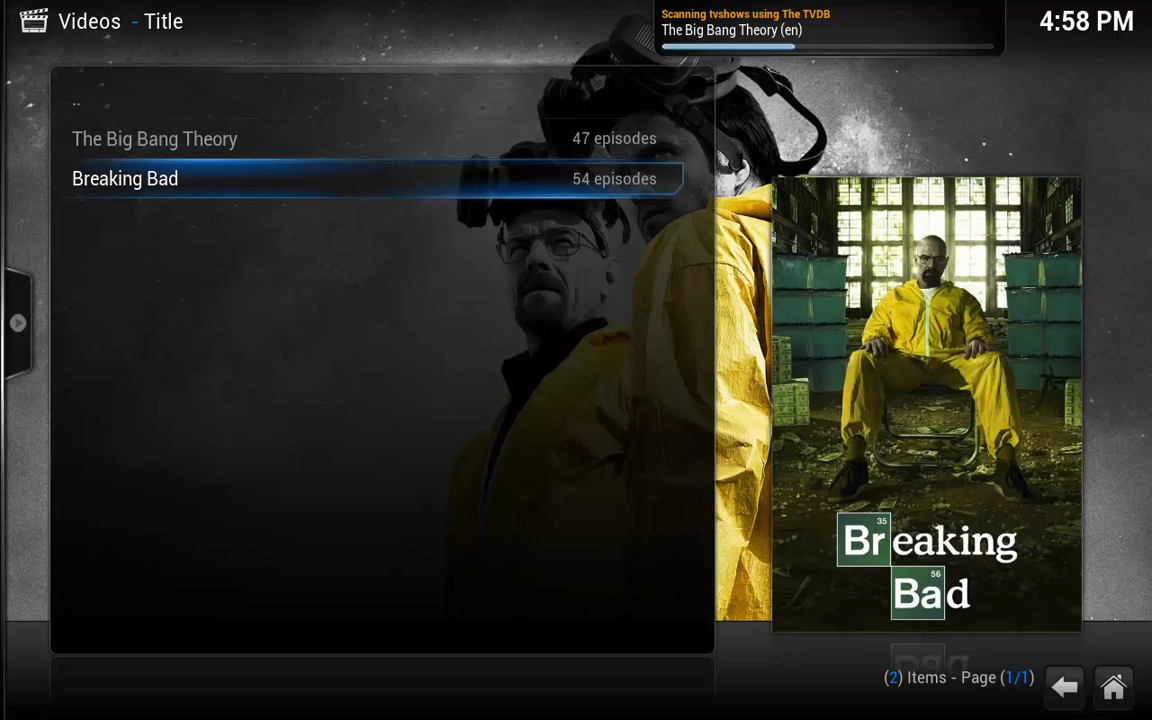 Videos - Title
Scanning tvshows using The TVDB
The Big Bang Theory (en)
4:58 PM
..
The Big Bang Theory 47 episodes
Breaking Bad 54 episodes
35
Breaking
56
Bad
(2) Items - Page (1/1)